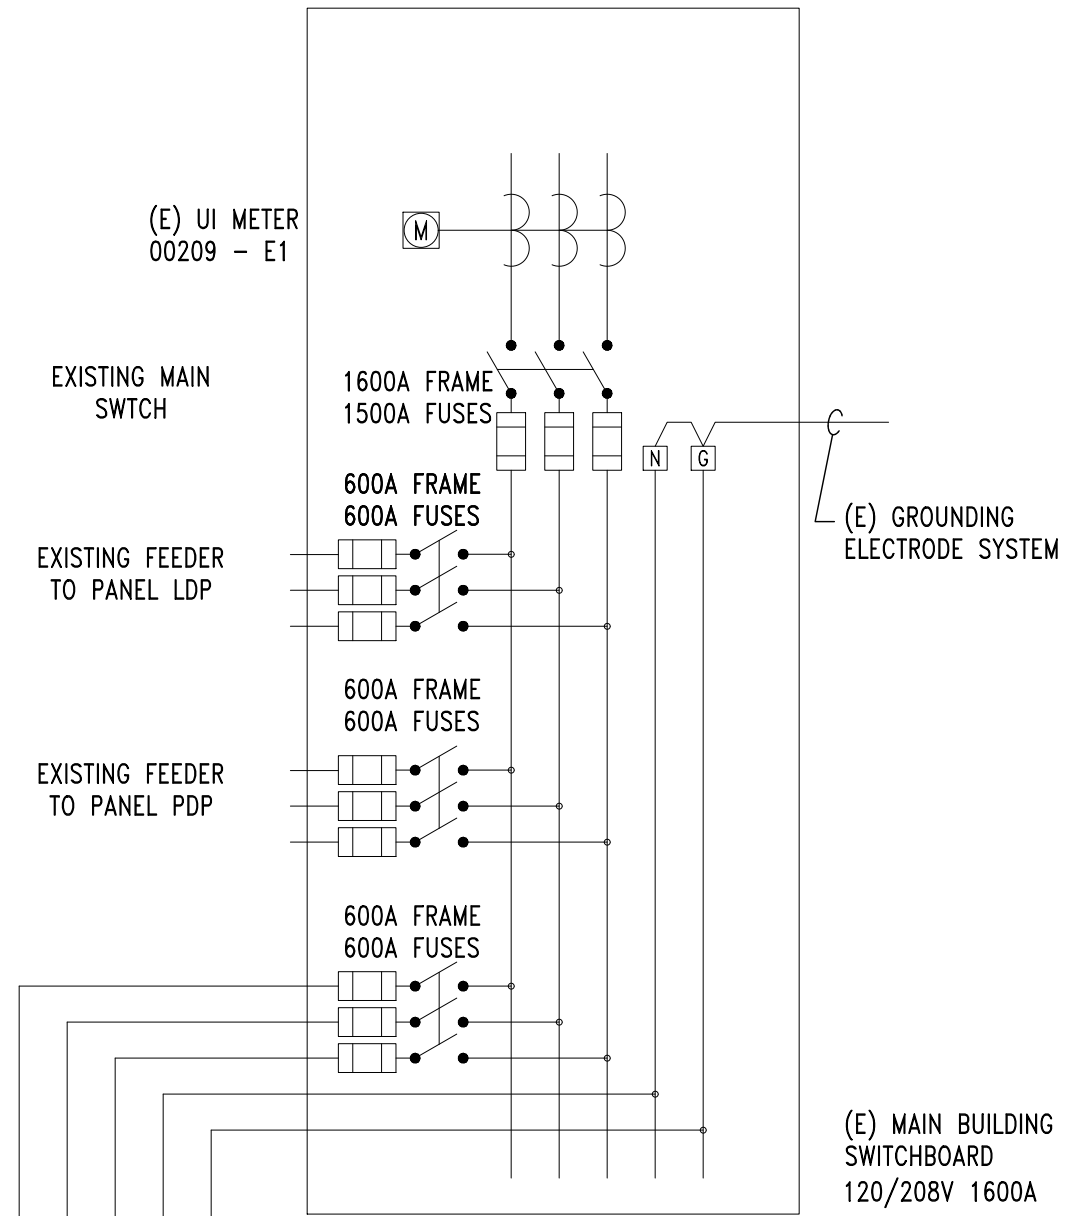 (E) UI METER
00209 - E1
M
EXISTING MAIN
SWTCH
1600A FRAME
1500A FUSES
N
G
600A FRAME
600A FUSES
(E) GROUNDING
ELECTRODE SYSTEM
EXISTING FEEDER
TO PANEL LDP
600A FRAME
600A FUSES
EXISTING FEEDER
TO PANEL PDP
600A FRAME
600A FUSES
(E) MAIN BUILDING
SWITCHBOARD
120/208V 1600A